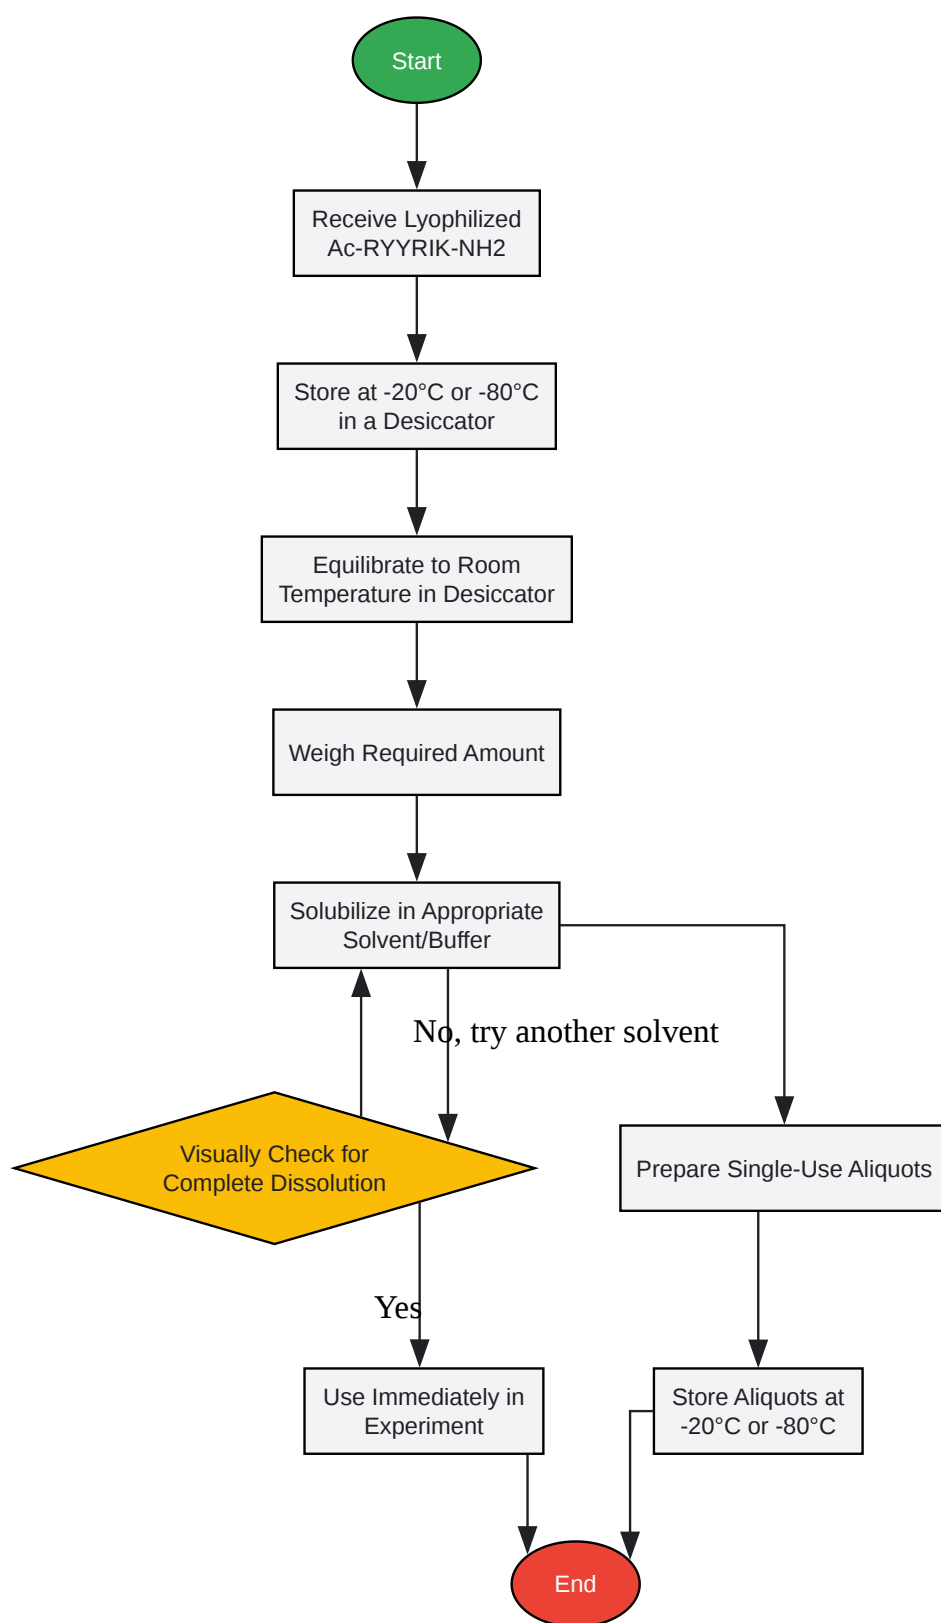 Start
Receive Lyophilized
Ac-RYYRIK-NH2
Store at -20°C or -80°C
in a Desiccator
Equilibrate to Room
Temperature in Desiccator
Weigh Required Amount
Solubilize in Appropriate
Solvent/Buffer
No, try another solvent
Visually Check for
Complete Dissolution
Prepare Single-Use Aliquots
Yes
Use Immediately in
Experiment
Store Aliquots at
-20°C or -80°C
End